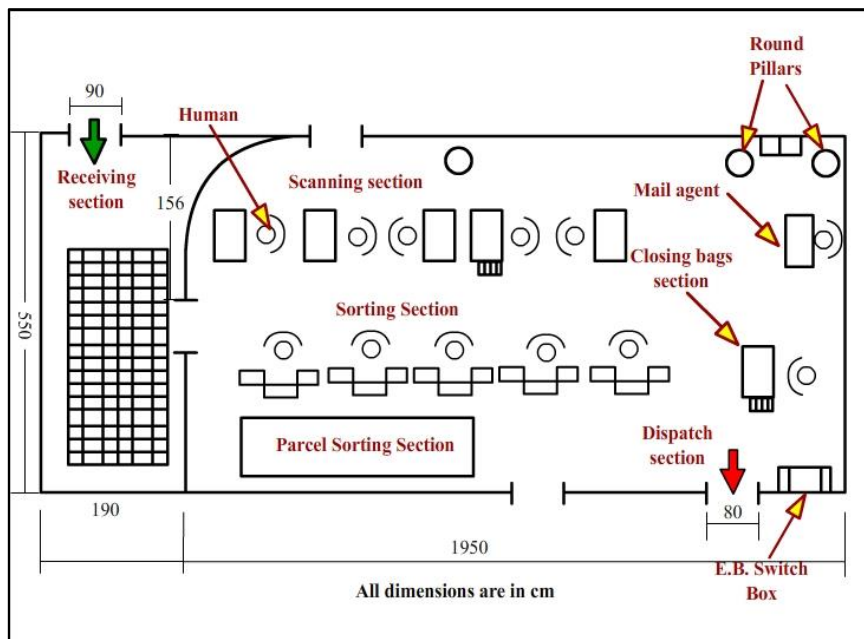 Round
Pillars
90
Human
Receiving
section
Scanning section
156
Mail agent
Closing bags
section
550
Sorting Section
Parcel Sorting Section
Dispatch
section
190
80
1950
E.B. Switch
Box
All dimensions are in cm